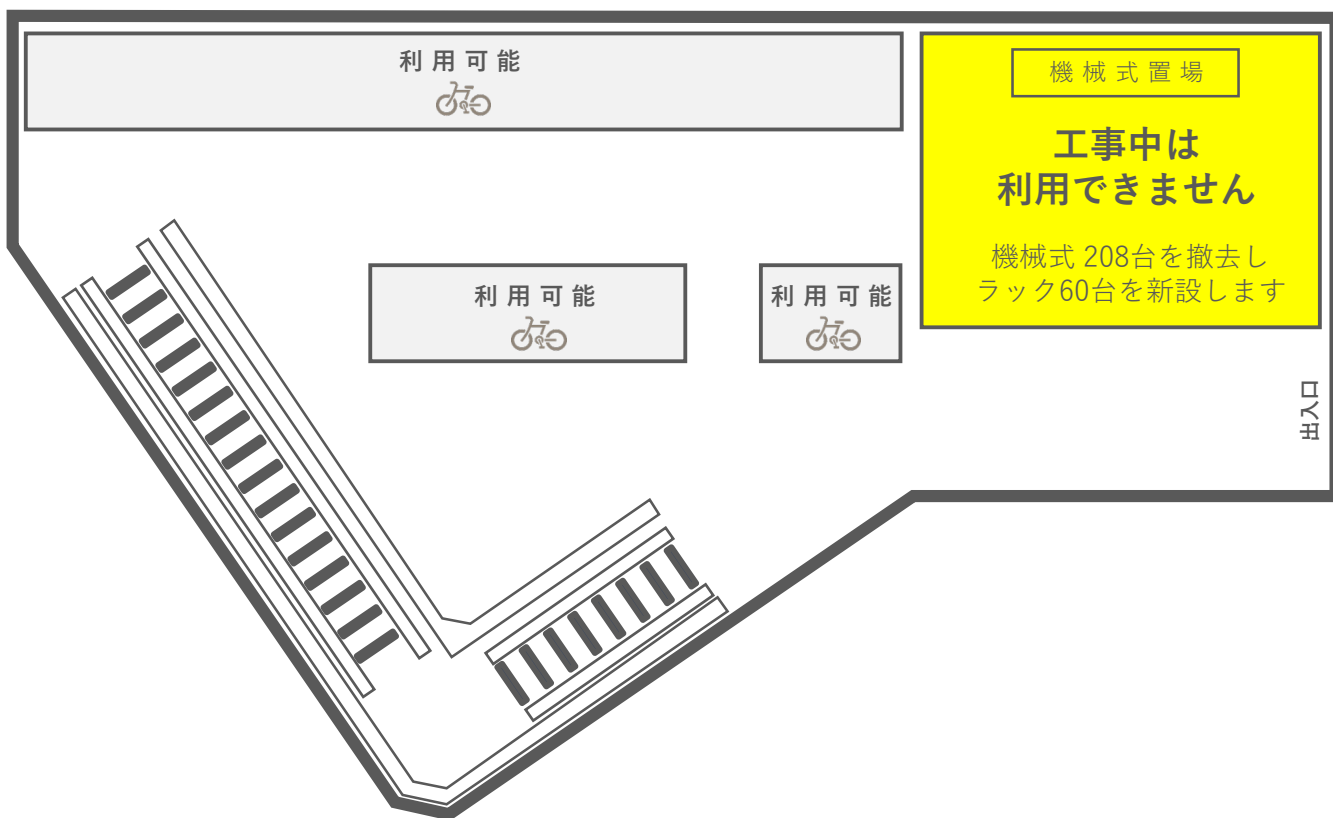 利用可能
機械式置場
工事中は
利用できません
機械式 208台を撤去し
ラック60台を新設します
利用可能
利用可能
出入口